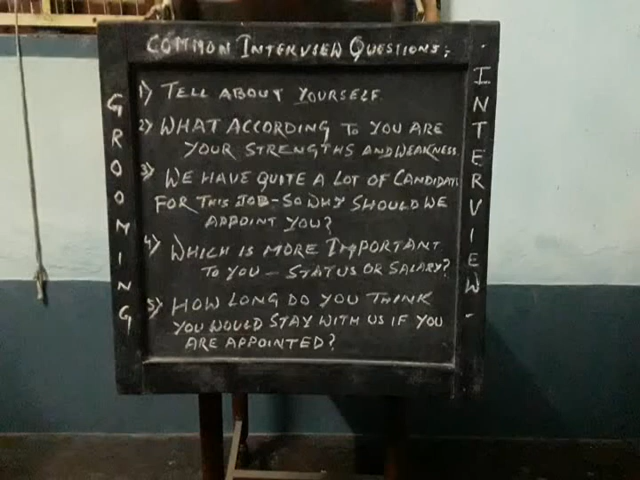 COMMON INTERVIEW QUESTIONS:
1) TELL ABOUT YOURSELF.
2) WHAT ACCORDING TO YOU ARE
YOUR STRENGTHS AND WEAKNESS.
3) WE HAVE QUITE A LOT OF CANDIDATE
FOR THIS JOB - SO WHY SHOULD WE
APPOINT YOU?
4) WHICH IS MORE IMPORTANT
TO YOU - STATUS OR SALARY?
5) HOW LONG DO YOU THINK
YOU WOULD STAY WITH US IF YOU
ARE APPOINTED?
GROOMING
INTERVIEW